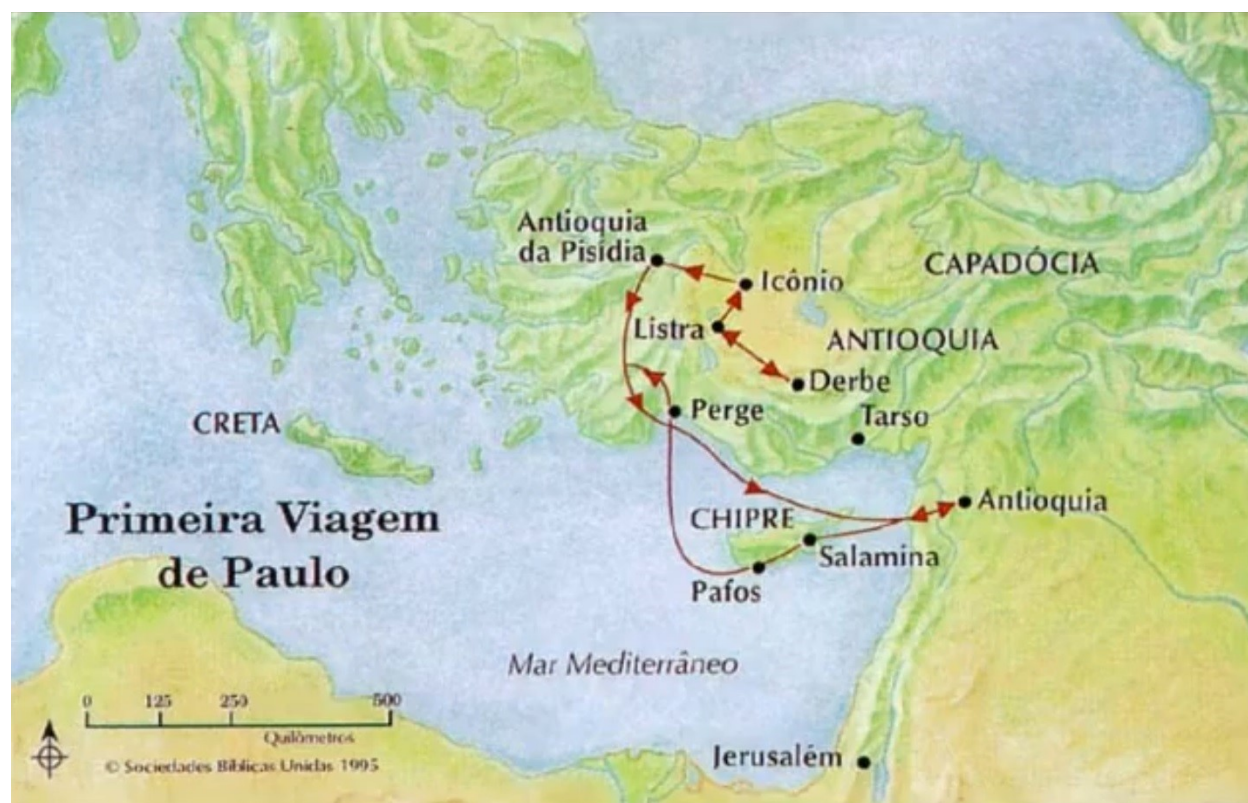 Antioquia
da Pisídia
Icônio
CAPADÓCIA
Listra
ANTIOQUIA
Derbe
Perge
Tarso
CRETA
Antioquia
Primeira Viagem
de Paulo
CHIPRE
Salamina
Pafos
Mar Mediterrâneo
0 125 250 500
Quilômetros
Jerusalém
© Sociedades Bíblicas Unidas 1995